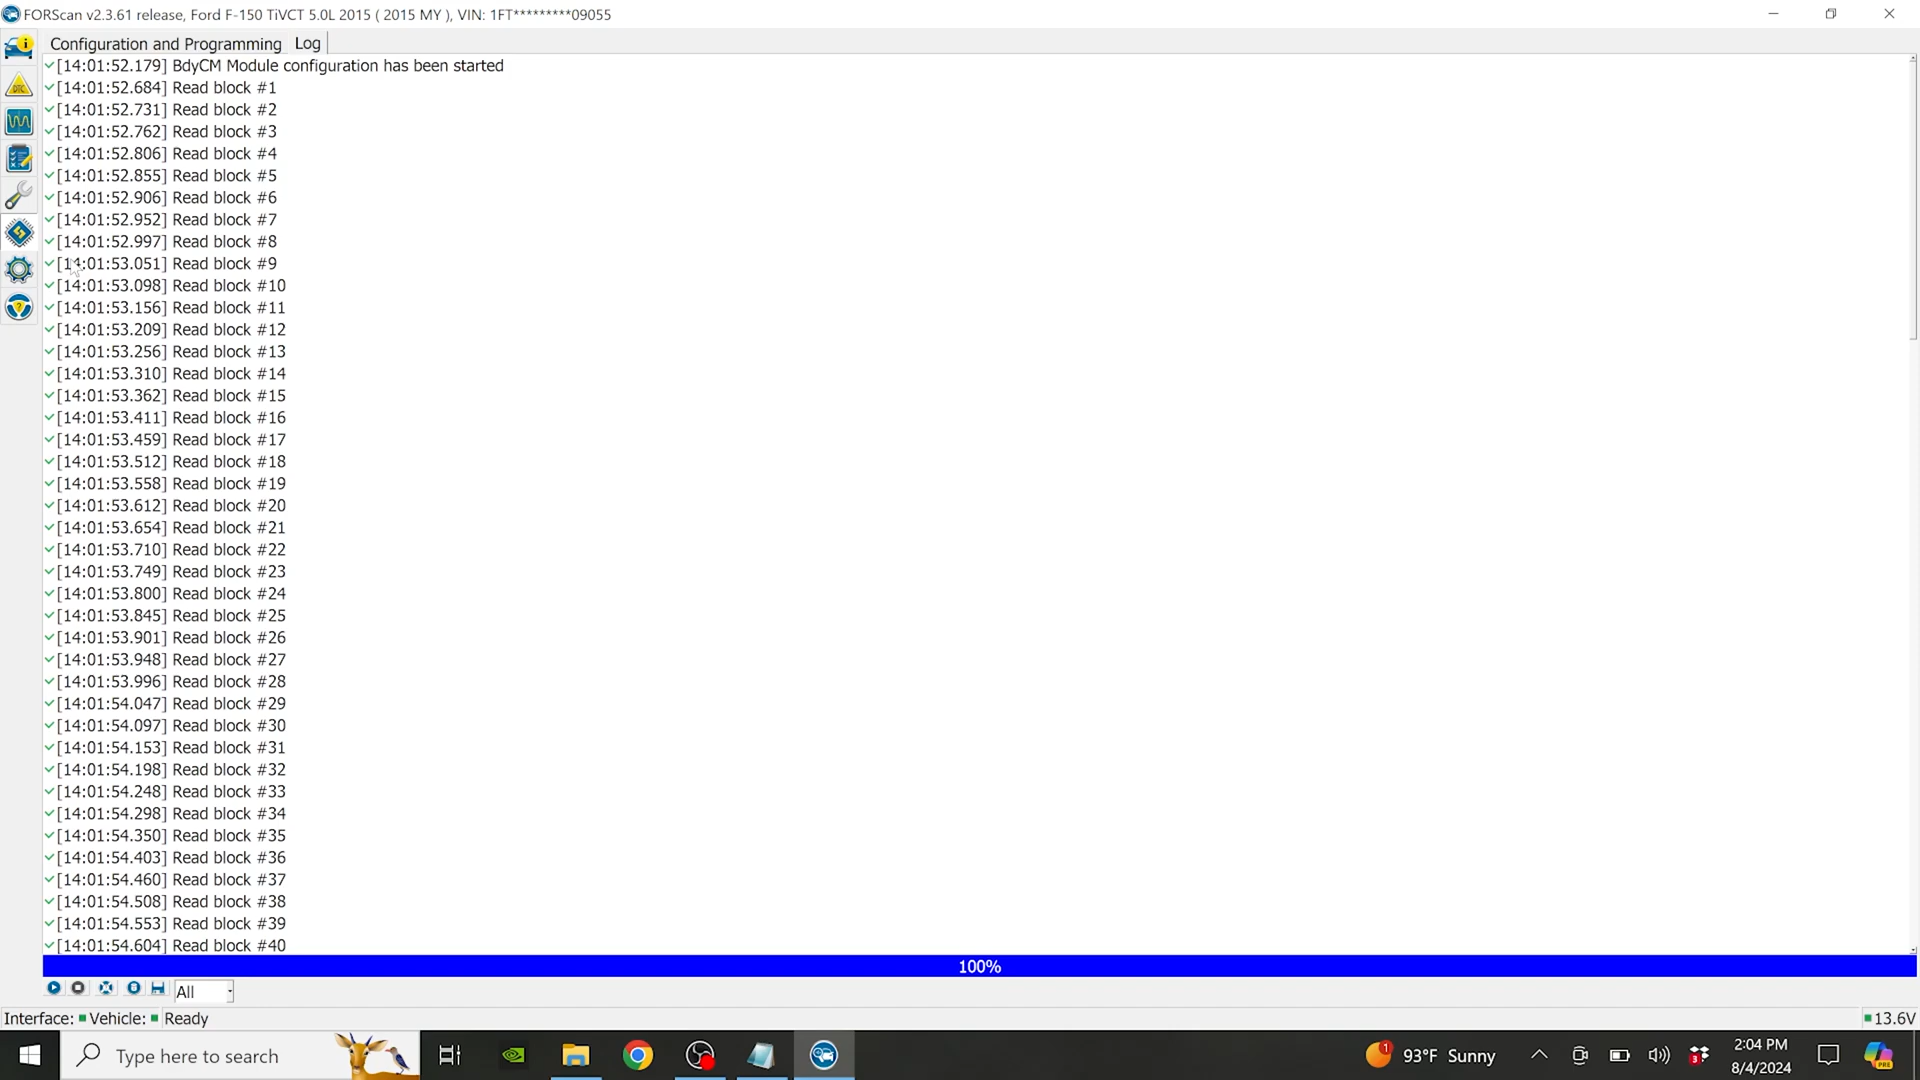 FORScan v2.3.61 release, Ford F-150 TiVCT 5.0L 2015 ( 2015 MY ), VIN: 1FT*********09055
Configuration and Programming Log
[14:01:52.179] BdyCM Module configuration has been started
[14:01:52.684] Read block #1
[14:01:52.731] Read block #2
[14:01:52.762] Read block #3
[14:01:52.806] Read block #4
[14:01:52.855] Read block #5
[14:01:52.906] Read block #6
[14:01:52.952] Read block #7
[14:01:52.997] Read block #8
[14:01:53.051] Read block #9
[14:01:53.098] Read block #10
[14:01:53.156] Read block #11
[14:01:53.209] Read block #12
[14:01:53.256] Read block #13
[14:01:53.310] Read block #14
[14:01:53.362] Read block #15
[14:01:53.411] Read block #16
[14:01:53.459] Read block #17
[14:01:53.512] Read block #18
[14:01:53.558] Read block #19
[14:01:53.612] Read block #20
[14:01:53.654] Read block #21
[14:01:53.710] Read block #22
[14:01:53.749] Read block #23
[14:01:53.800] Read block #24
[14:01:53.845] Read block #25
[14:01:53.901] Read block #26
[14:01:53.948] Read block #27
[14:01:53.996] Read block #28
[14:01:54.047] Read block #29
[14:01:54.097] Read block #30
[14:01:54.153] Read block #31
[14:01:54.198] Read block #32
[14:01:54.248] Read block #33
[14:01:54.298] Read block #34
[14:01:54.350] Read block #35
[14:01:54.403] Read block #36
[14:01:54.460] Read block #37
[14:01:54.508] Read block #38
[14:01:54.553] Read block #39
[14:01:54.604] Read block #40
100%
All
Interface: Vehicle: Ready 13.6V
Type here to search 1 93°F Sunny 3 2:04 PM
8/4/2024 PRE